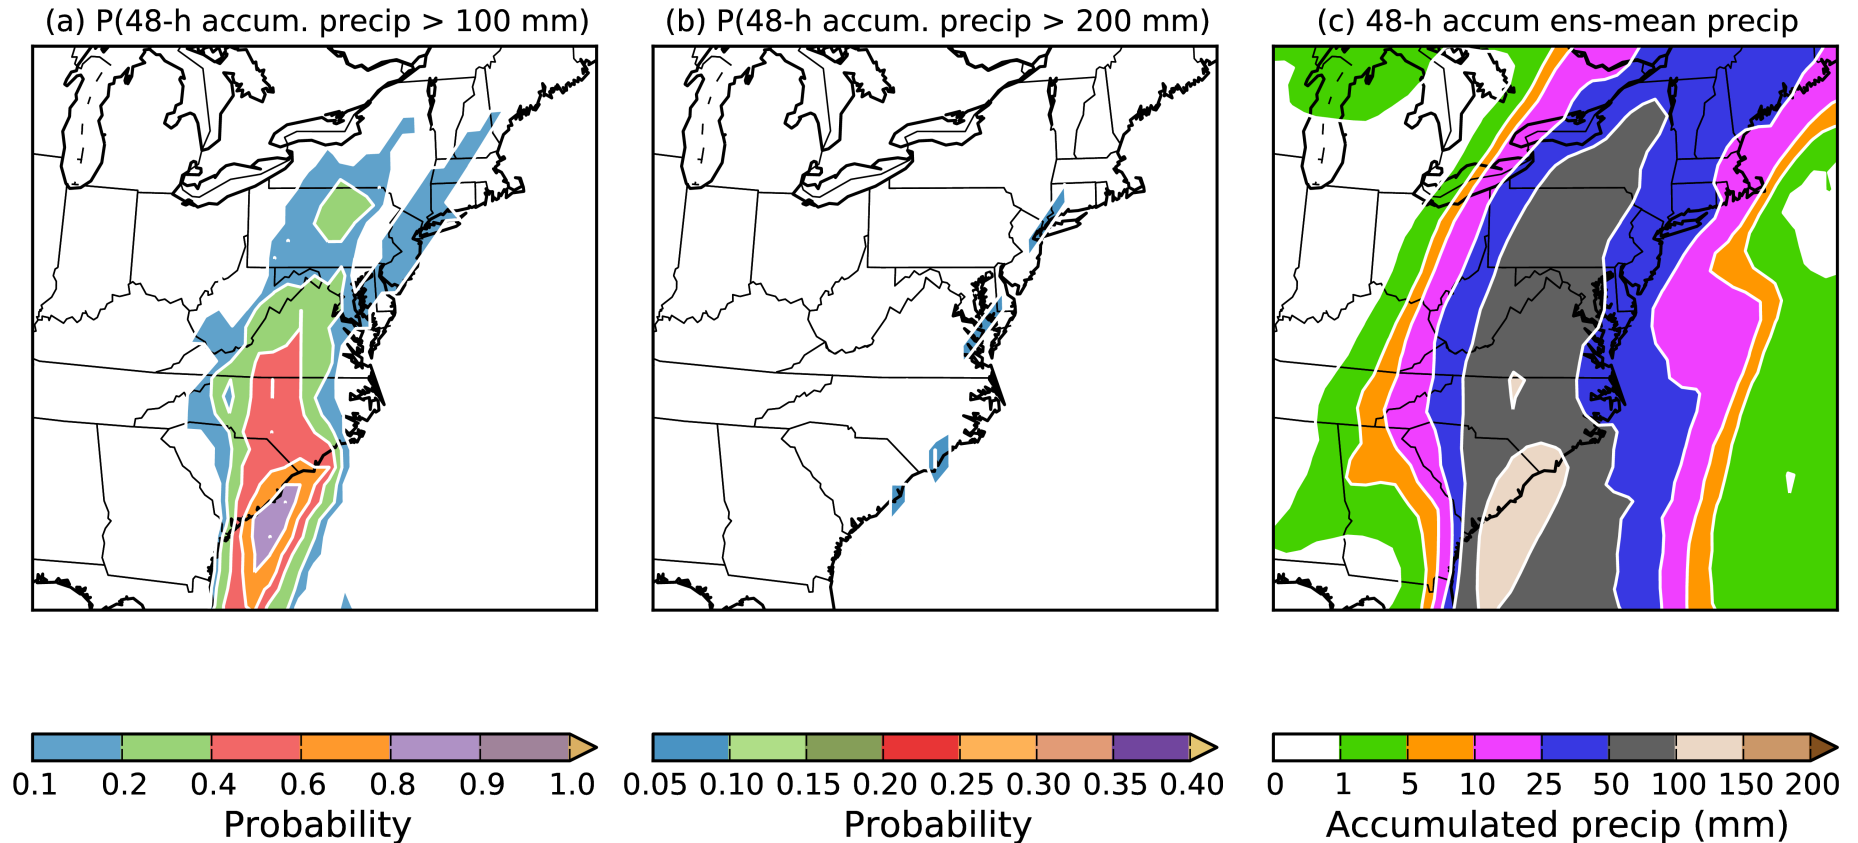 (a) P(48-h accum. precip > 100 mm)
(b) P(48-h accum. precip > 200 mm)
(c) 48-h accum ens-mean precip
0.1 0.2 0.4 0.6 0.8 0.9 1.0
Probability
0.05 0.10 0.15 0.20 0.25 0.30 0.35 0.40
Probability
0 1 5 10 25 50 100 150 200
Accumulated precip (mm)